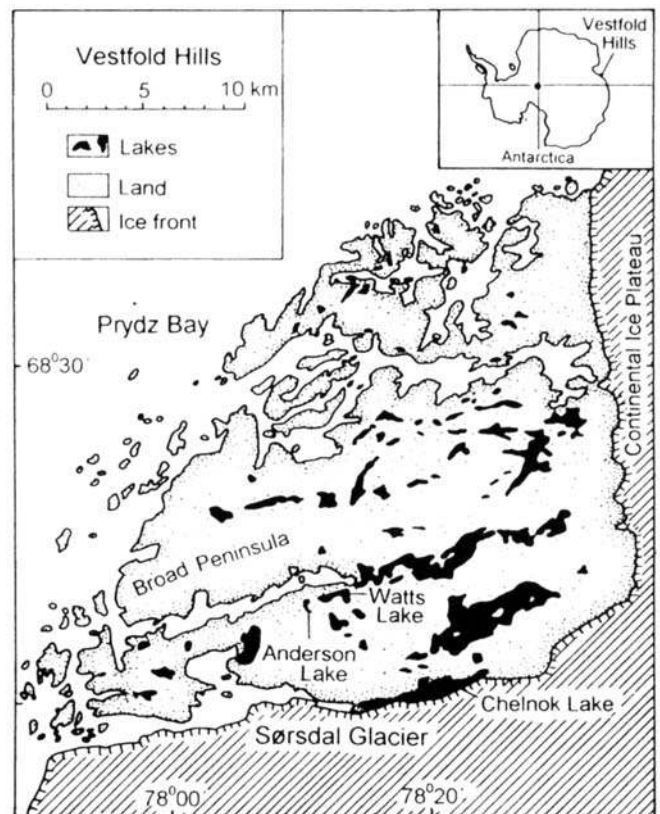 Vestfold Hills
0 5 10 km
Lakes
Land
Ice front
Vestfold
Hills
Antarctica
Prydz Bay
68°30
Continental Ice Plateau
Broad Peninsula
Watts
Lake
Anderson
Lake
Chelnok Lake
Sørsdal Glacier
78°00
78°20